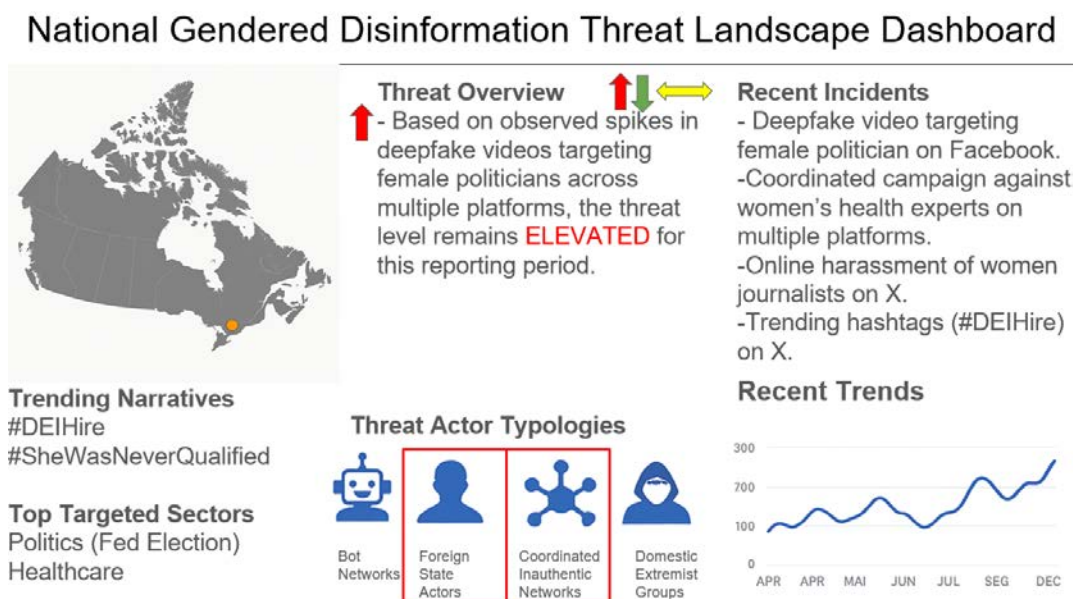 National Gendered Disinformation Threat Landscape Dashboard
Threat Overview
- Based on observed spikes in
deepfake videos targeting
female politicians across
multiple platforms, the threat
level remains ELEVATED for
this reporting period.
Recent Incidents
- Deepfake video targeting
female politician on Facebook.
-Coordinated campaign against
women's health experts on
multiple platforms.
-Online harassment of women
journalists on X.
-Trending hashtags (#DEIHire)
on X.
Trending Narratives
#DEIHire
#SheWasNeverQualified
Top Targeted Sectors
Politics (Fed Election)
Healthcare
Threat Actor Typologies
Bot
Networks
Foreign
State
Actors
Coordinated
Inauthentic
Networks
Domestic
Extremist
Groups
Recent Trends
300
700
100
0
APR APR MAI JUN JUL SEG DEC